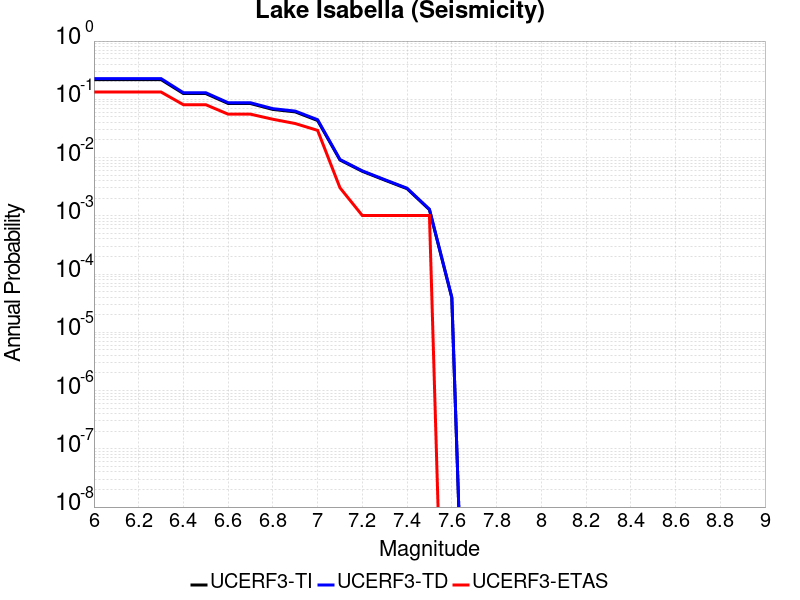 Lake Isabella (Seismicity)
Annual Probability
10^0
10^-1
10^-2
10^-3
10^-4
10^-5
10^-6
10^-7
10^-8
6 6.2 6.4 6.6 6.8 7 7.2 7.4 7.6 7.8 8 8.2 8.4 8.6 8.8 9
Magnitude
UCERF3-TI UCERF3-TD UCERF3-ETAS